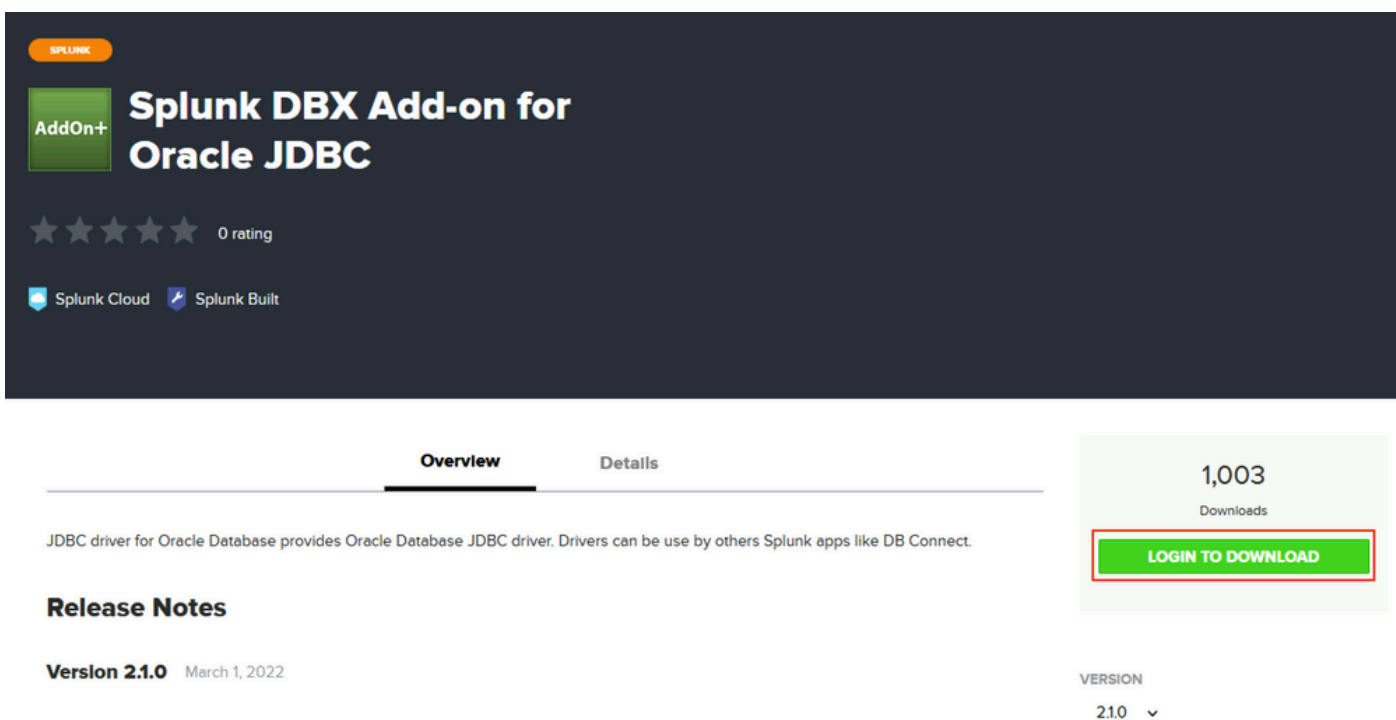 SPLUNK
AddOn+
Splunk DBX Add-on for
Oracle JDBC
0 rating
Splunk Cloud
Splunk Built
Overview
Details
1,003
Downloads
LOGIN TO DOWNLOAD
JDBC driver for Oracle Database provides Oracle Database JDBC driver. Drivers can be use by others Splunk apps like DB Connect.
Release Notes
Version 2.1.0 March 1, 2022
VERSION
2.1.0